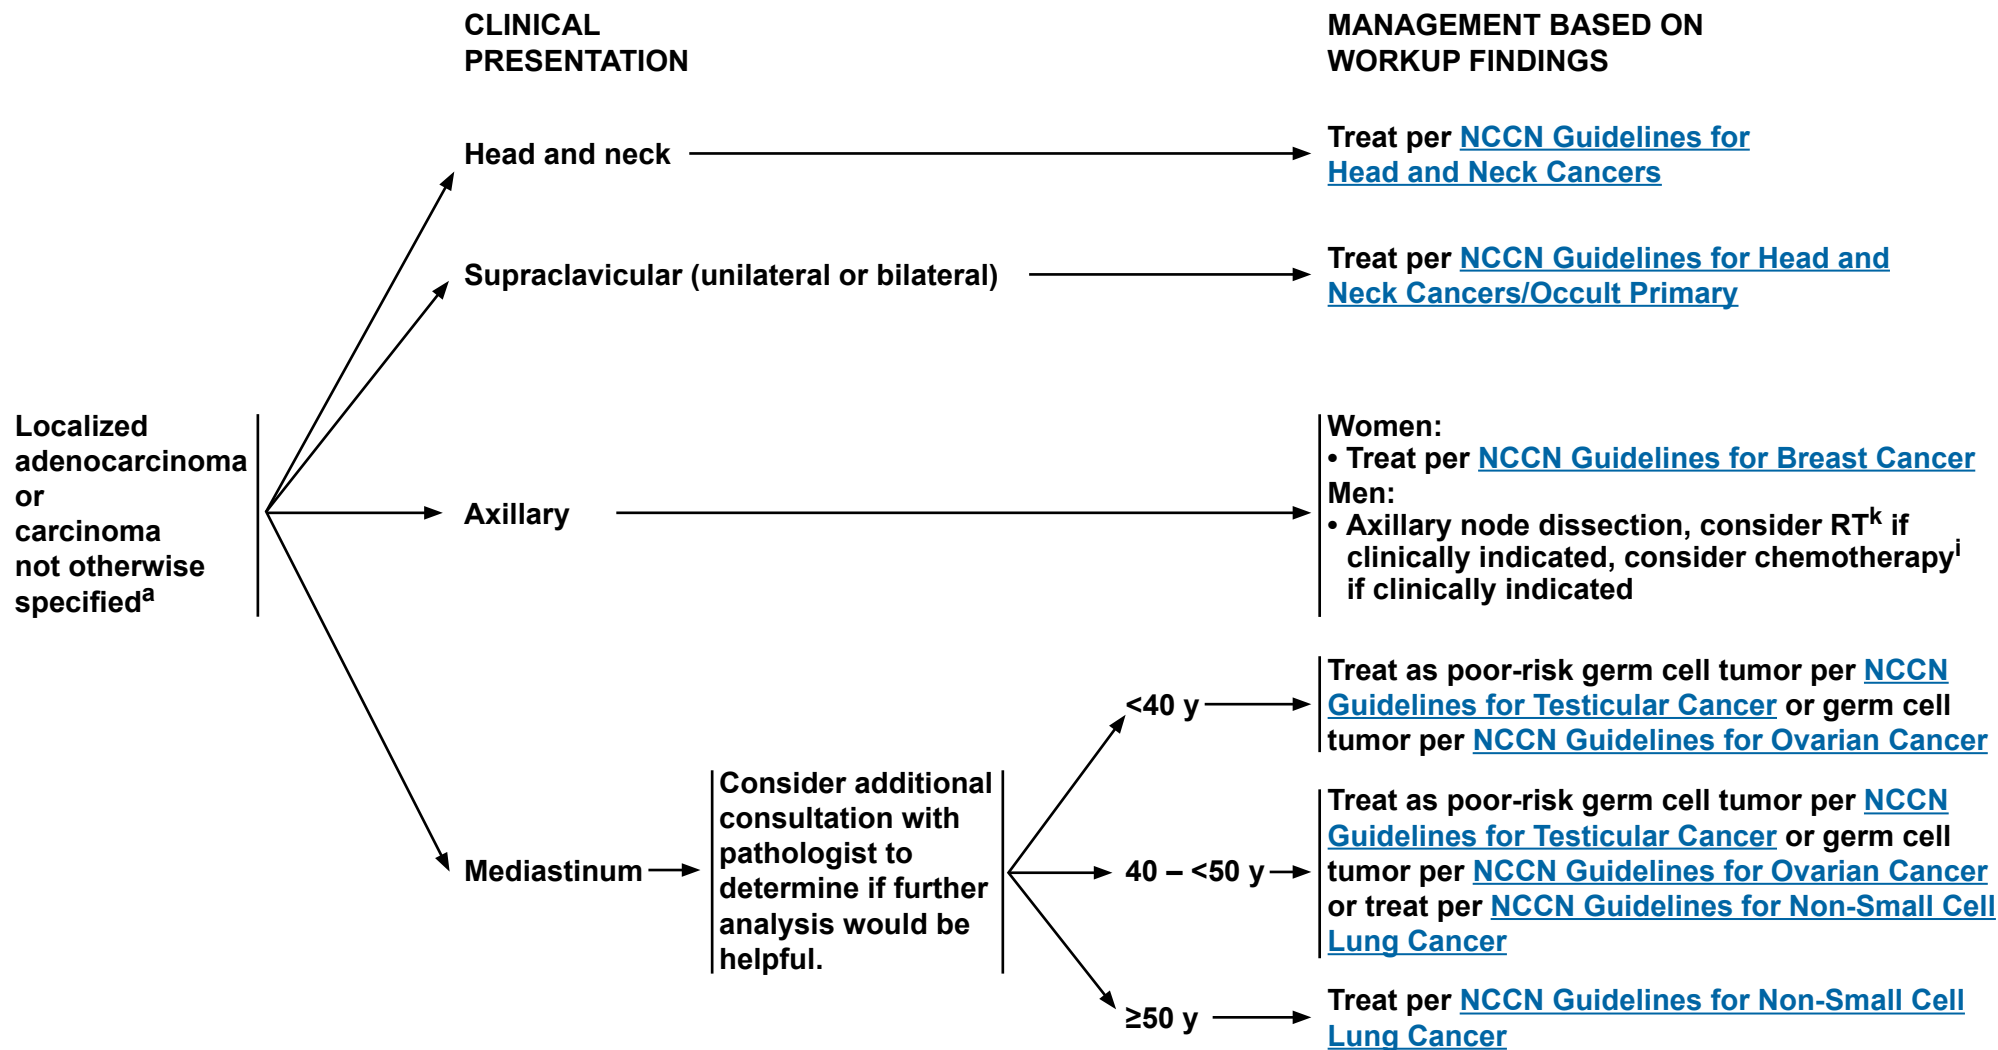 CLINICAL
PRESENTATION
MANAGEMENT BASED ON
WORKUP FINDINGS
Localized
adenocarcinoma
or
carcinoma
not otherwise
specifiedᵃ
Head and neck
Treat per NCCN Guidelines for
Head and Neck Cancers
Supraclavicular (unilateral or bilateral)
Treat per NCCN Guidelines for Head and
Neck Cancers/Occult Primary
Axillary
Women:
• Treat per NCCN Guidelines for Breast Cancer
Men:
• Axillary node dissection, consider RTᵏ if
clinically indicated, consider chemotherapyⁱ
if clinically indicated
Mediastinum
Consider additional
consultation with
pathologist to
determine if further
analysis would be
helpful.
<40 y
Treat as poor-risk germ cell tumor per NCCN
Guidelines for Testicular Cancer or germ cell
tumor per NCCN Guidelines for Ovarian Cancer
40 – <50 y
Treat as poor-risk germ cell tumor per NCCN
Guidelines for Testicular Cancer or germ cell
tumor per NCCN Guidelines for Ovarian Cancer
or treat per NCCN Guidelines for Non-Small Cell
Lung Cancer
≥50 y
Treat per NCCN Guidelines for Non-Small Cell
Lung Cancer